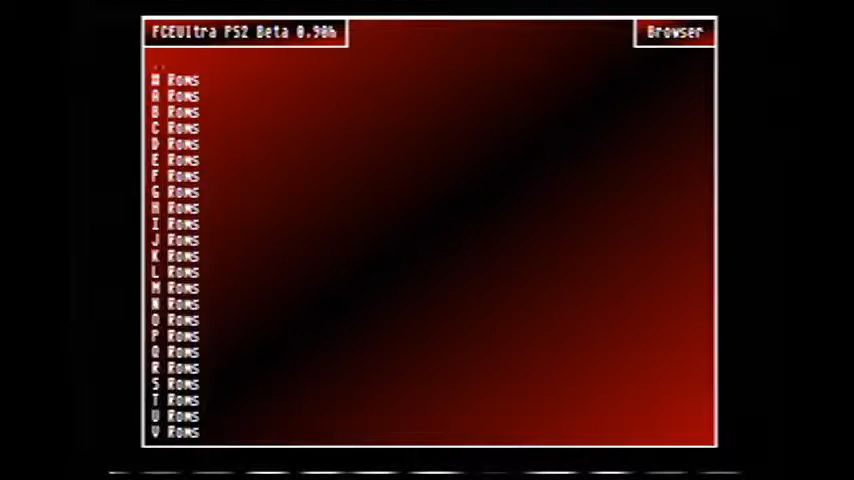 FCEUltra PS2 Beta 0.90h
Browser
..
# Roms
A Roms
B Roms
C Roms
D Roms
E Roms
F Roms
G Roms
H Roms
I Roms
J Roms
K Roms
L Roms
M Roms
N Roms
O Roms
P Roms
Q Roms
R Roms
S Roms
T Roms
U Roms
V Roms